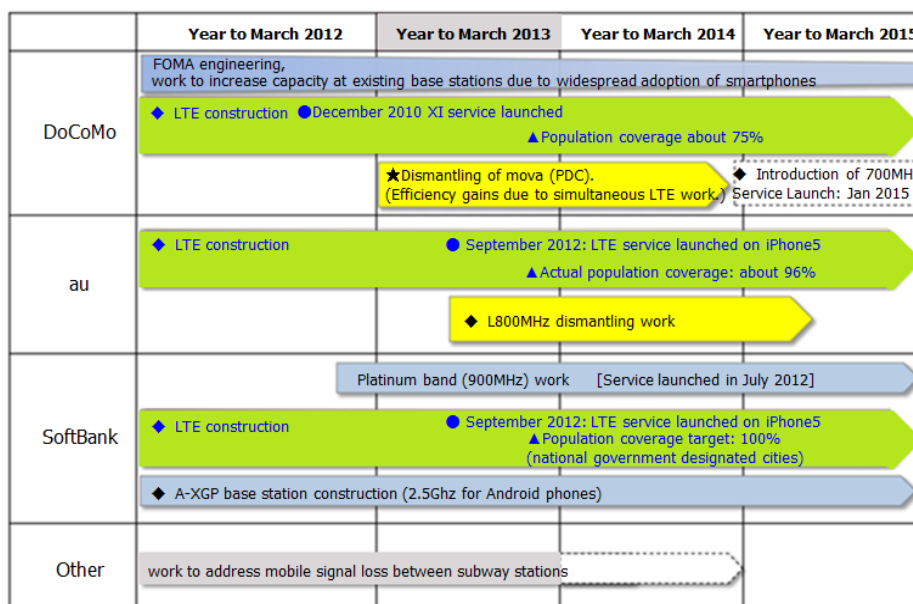 Year to March 2012
Year to March 2013
Year to March 2014
Year to March 2015
DoCoMo
FOMA engineering,
work to increase capacity at existing base stations due to widespread adoption of smartphones
◆ LTE construction ●December 2010 XI service launched
▲Population coverage about 75%
★Dismantling of mova (PDC).
(Efficiency gains due to simultaneous LTE work.)
◆ Introduction of 700MH
Service Launch: Jan 2015
au
◆ LTE construction
● September 2012: LTE service launched on iPhone5
▲Actual population coverage: about 96%
◆ L800MHz dismantling work
SoftBank
Platinum band (900MHz) work [Service launched in July 2012]
◆ LTE construction
● September 2012: LTE service launched on iPhone5
▲Population coverage target: 100%
(national government designated cities)
◆ A-XGP base station construction (2.5Ghz for Android phones)
Other
work to address mobile signal loss between subway stations